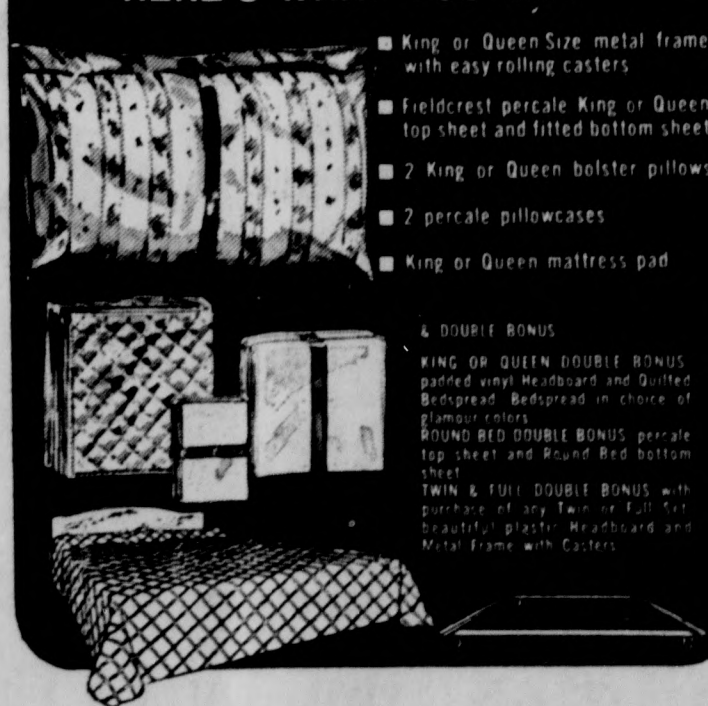 King or Queen Size metal frame
with easy rolling casters
Fieldcrest percale King or Queen
top sheet and fitted bottom sheet
2 King or Queen bolster pillows
2 percale pillowcases
King or Queen mattress pad
& DOUBLE BONUS
KING OR QUEEN DOUBLE BONUS
padded vinyl Headboard and Quilted
Bedspread Bedspread in choice of
glamour colors
ROUND BED DOUBLE BONUS percale
top sheet and Round Bed bottom
sheet
TWIN & FULL DOUBLE BONUS with
purchase of any Twin or Full Set
beautiful plastic Headboard and
Metal Frame with Casters